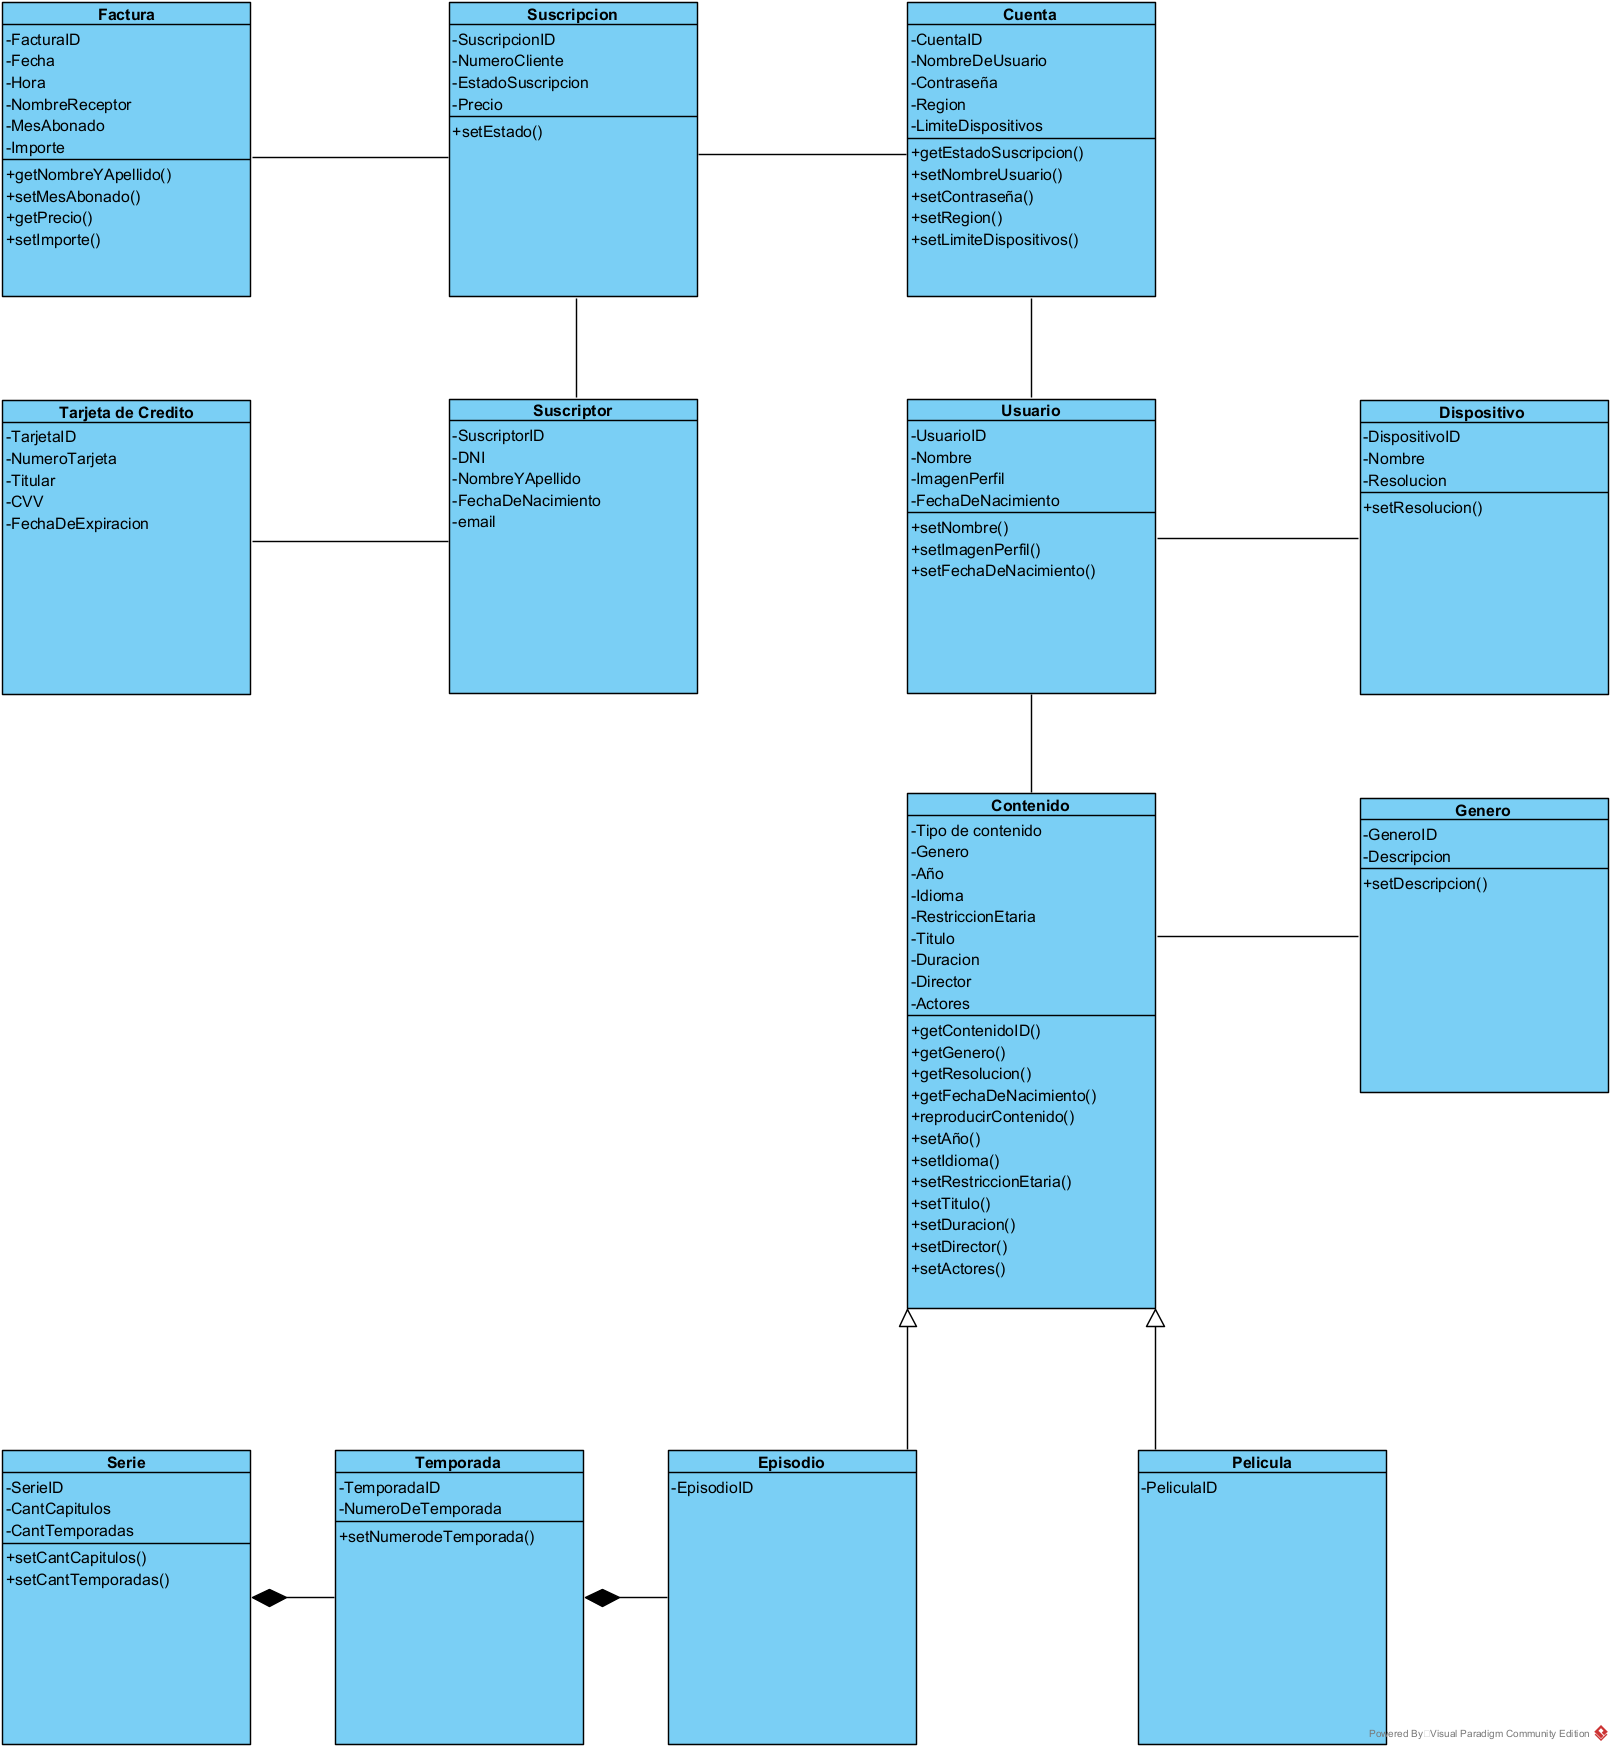 Factura
-FacturaID
-Fecha
-Hora
-NombreReceptor
-MesAbonado
-Importe
+getNombreYApellido()
+setMesAbonado()
+getPrecio()
+setImporte()
Suscripcion
-SuscripcionID
-NumeroCliente
-EstadoSuscripcion
-Precio
+setEstado()
Cuenta
-CuentaID
-NombreDeUsuario
-Contraseña
-Region
-LimiteDispositivos
+getEstadoSuscripcion()
+setNombreUsuario()
+setContraseña()
+setRegion()
+setLimiteDispositivos()
Tarjeta de Credito
-TarjetaID
-NumeroTarjeta
-Titular
-CVV
-FechaDeExpiracion
Suscriptor
-SuscriptorID
-DNI
-NombreYApellido
-FechaDeNacimiento
-email
Usuario
-UsuarioID
-Nombre
-ImagenPerfil
-FechaDeNacimiento
+setNombre()
+setImagenPerfil()
+setFechaDeNacimiento()
Dispositivo
-DispositivoID
-Nombre
-Resolucion
+setResolucion()
Contenido
-Tipo de contenido
-Genero
-Año
-Idioma
-RestriccionEtaria
-Titulo
-Duracion
-Director
-Actores
+getContenidoID()
+getGenero()
+getResolucion()
+getFechaDeNacimiento()
+reproducirContenido()
+setAño()
+setIdioma()
+setRestriccionEtaria()
+setTitulo()
+setDuracion()
+setDirector()
+setActores()
Genero
-GeneroID
-Descripcion
+setDescripcion()
Serie
-SerieID
-CantCapitulos
-CantTemporadas
+setCantCapitulos()
+setCantTemporadas()
Temporada
-TemporadaID
-NumeroDeTemporada
+setNumerodeTemporada()
Episodio
-EpisodioID
Pelicula
-PeliculaID
Powered By Visual Paradigm Community Edition